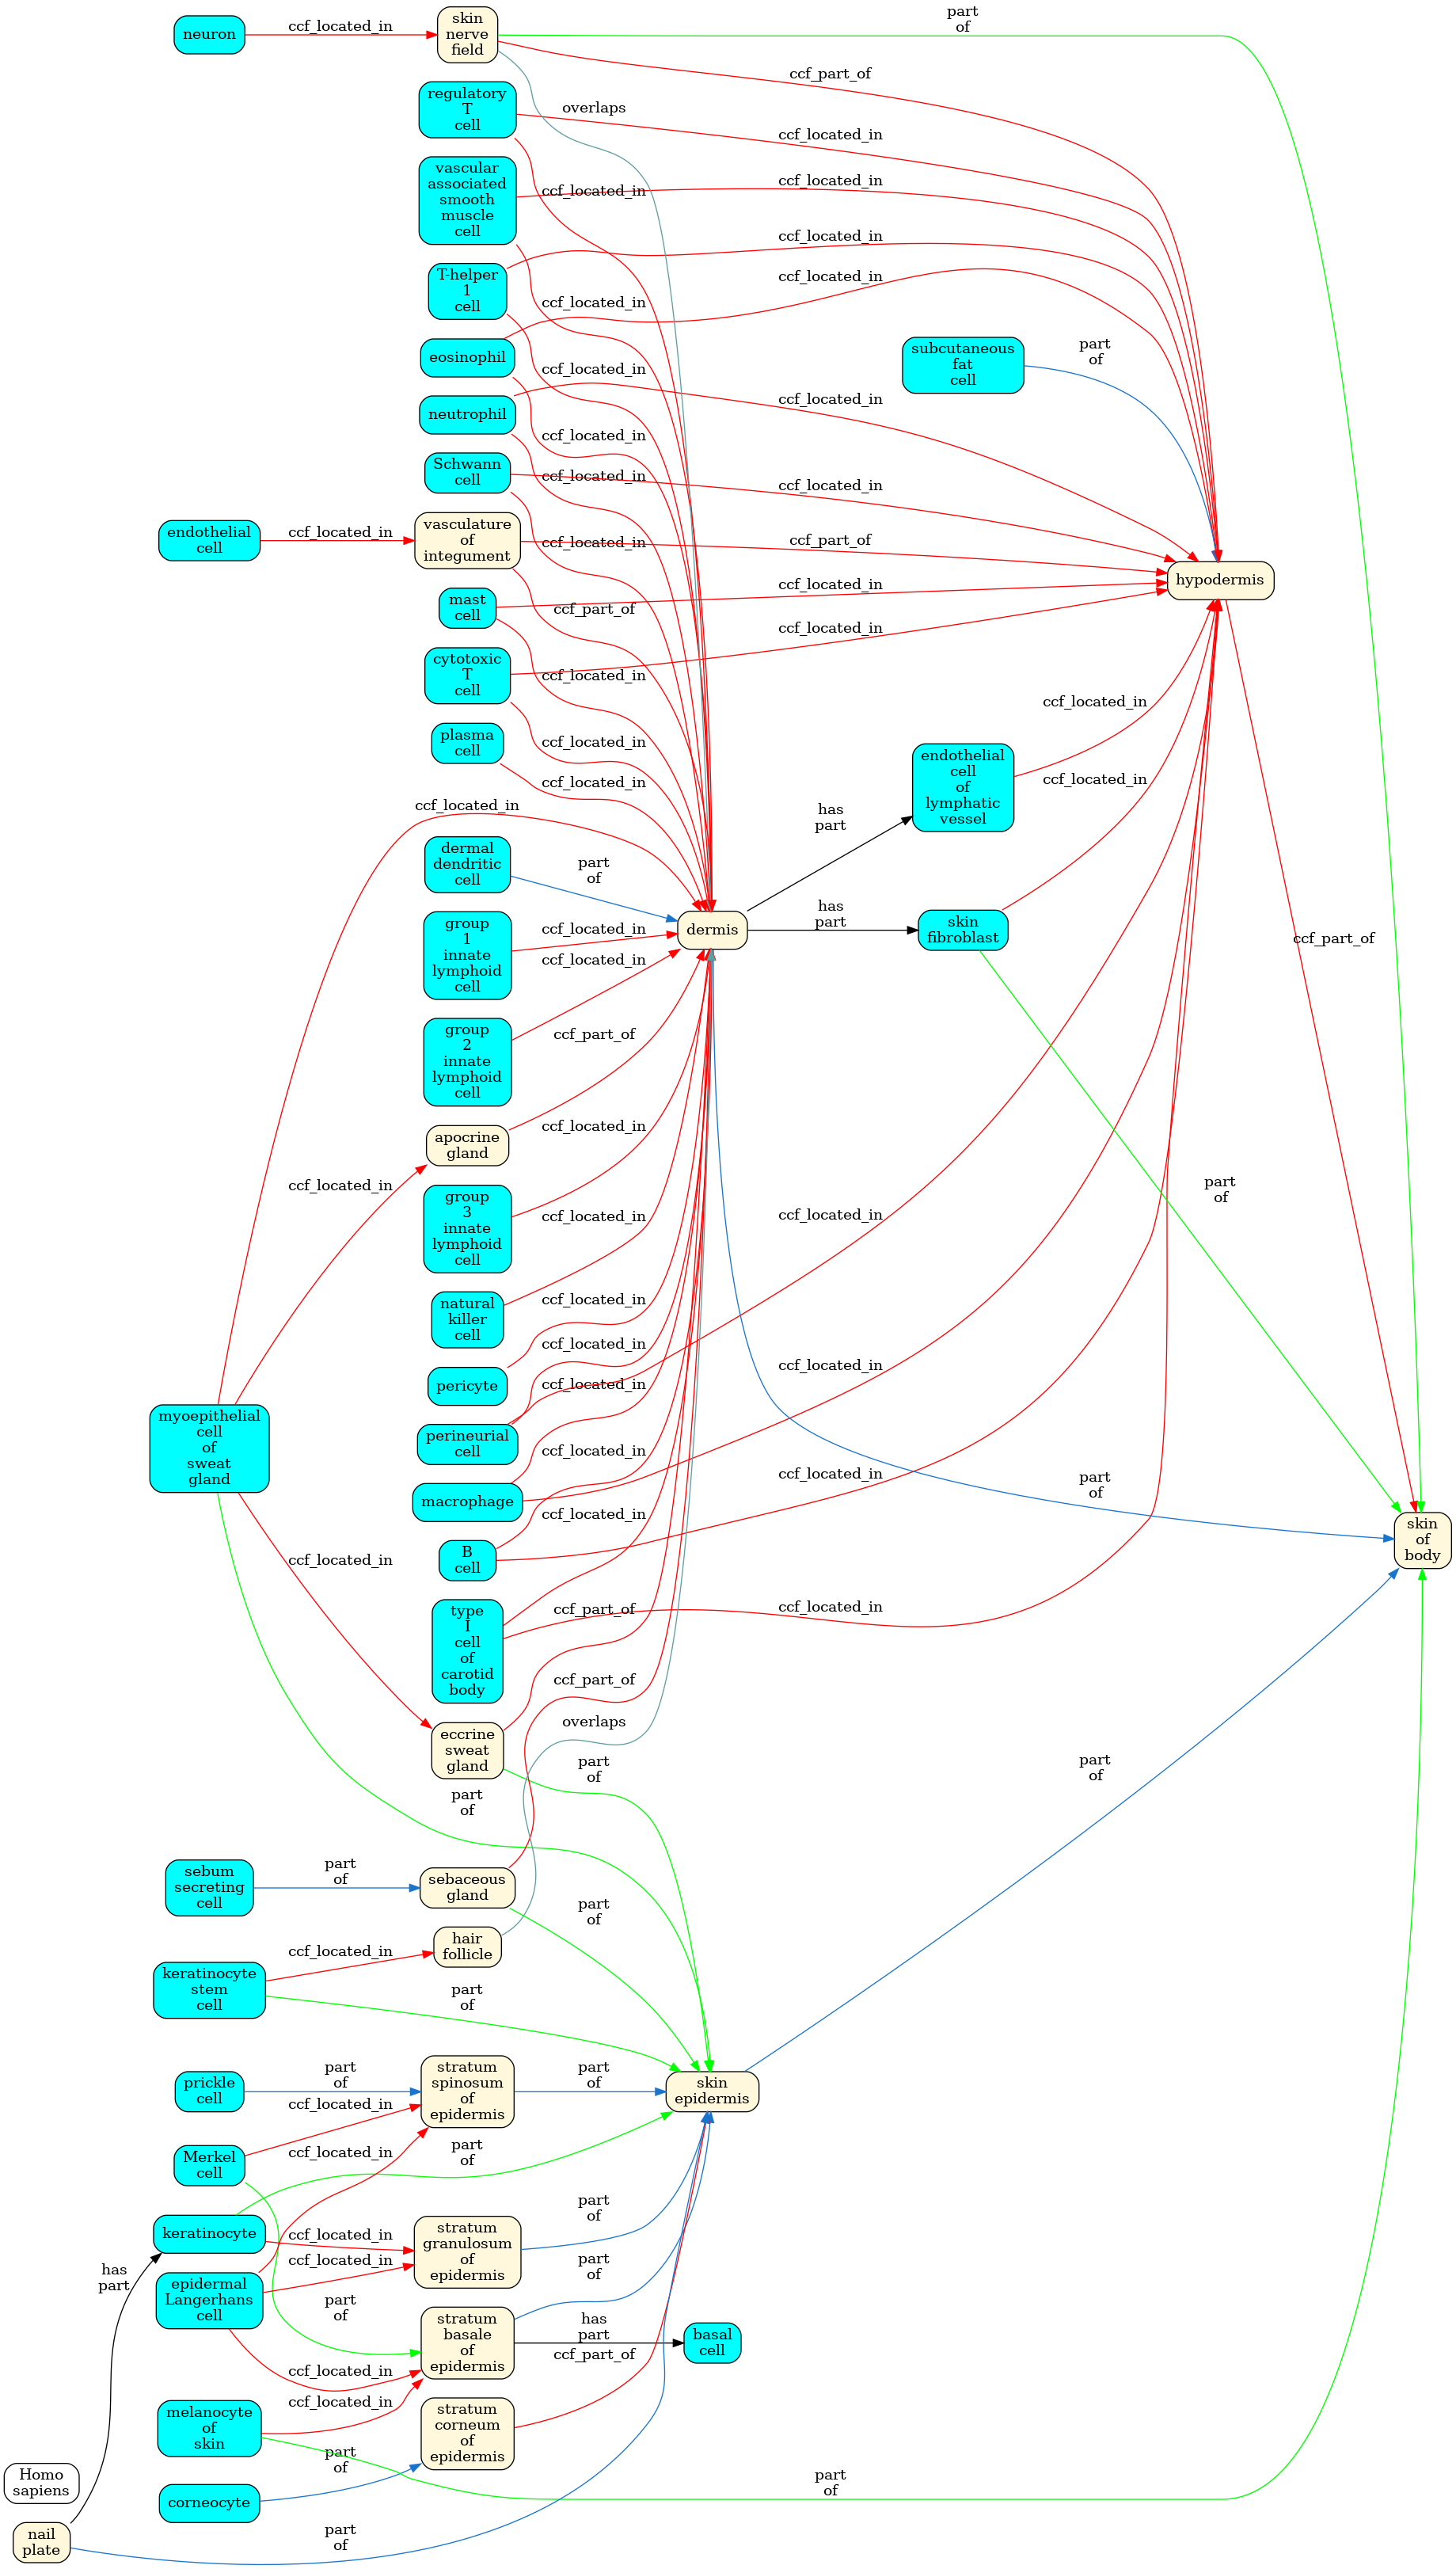 part
of
neuron
ccf_located_in
skin
nerve
field
ccf_part_of
overlaps
regulatory
T
cell
ccf_located_in
ccf_located_in
vascular
associated
smooth
muscle
cell
ccf_located_in
ccf_located_in
T-helper
1
cell
ccf_located_in
ccf_located_in
eosinophil
ccf_located_in
ccf_located_in
subcutaneous
fat
cell
part
of
neutrophil
ccf_located_in
ccf_located_in
Schwann
cell
ccf_located_in
ccf_located_in
endothelial
cell
ccf_located_in
vasculature
of
integument
ccf_part_of
ccf_part_of
hypodermis
mast
cell
ccf_located_in
ccf_located_in
cytotoxic
T
cell
ccf_located_in
ccf_located_in
plasma
cell
ccf_located_in
ccf_located_in
endothelial
cell
of
lymphatic
vessel
ccf_located_in
has
part
dermal
dendritic
cell
part
of
dermis
has
part
skin
fibroblast
ccf_located_in
ccf_part_of
group
1
innate
lymphoid
cell
ccf_located_in
group
2
innate
lymphoid
cell
ccf_located_in
apocrine
gland
ccf_part_of
ccf_located_in
group
3
innate
lymphoid
cell
ccf_located_in
part
of
natural
killer
cell
ccf_located_in
pericyte
ccf_located_in
perineurial
cell
ccf_located_in
ccf_located_in
myoepithelial
cell
of
sweat
gland
macrophage
ccf_located_in
ccf_located_in
B
cell
ccf_located_in
ccf_located_in
part
of
skin
of
body
type
I
cell
of
carotid
body
ccf_located_in
ccf_located_in
ccf_located_in
eccrine
sweat
gland
ccf_part_of
part
of
part
of
part
of
sebum
secreting
cell
part
of
sebaceous
gland
ccf_part_of
part
of
hair
follicle
overlaps
keratinocyte
stem
cell
ccf_located_in
part
of
prickle
cell
part
of
stratum
spinosum
of
epidermis
part
of
skin
epidermis
Merkel
cell
ccf_located_in
ccf_located_in
part
of
keratinocyte
ccf_located_in
stratum
granulosum
of
epidermis
part
of
has
part
epidermal
Langerhans
cell
ccf_located_in
part
of
ccf_located_in
stratum
basale
of
epidermis
part
of
has
part
basal
cell
melanocyte
of
skin
ccf_located_in
stratum
corneum
of
epidermis
ccf_part_of
part
of
corneocyte
part
of
Homo
sapiens
nail
plate
part
of